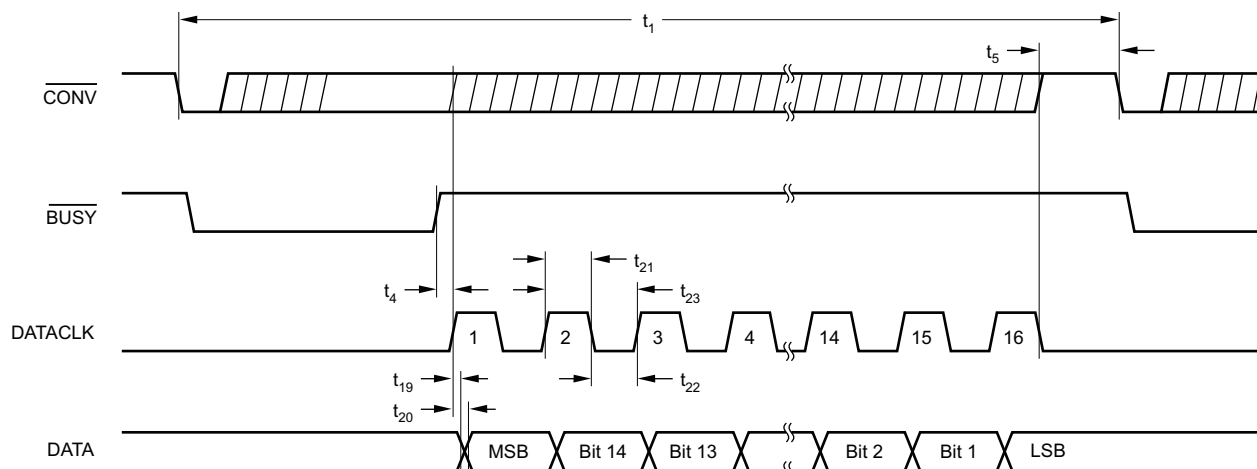 t1
t5
CONV
BUSY
t21
t4
t23
DATACLK
1 2 3 4 14 15 16
t19
t22
t20
DATA
MSB Bit 14 Bit 13 Bit 2 Bit 1 LSB